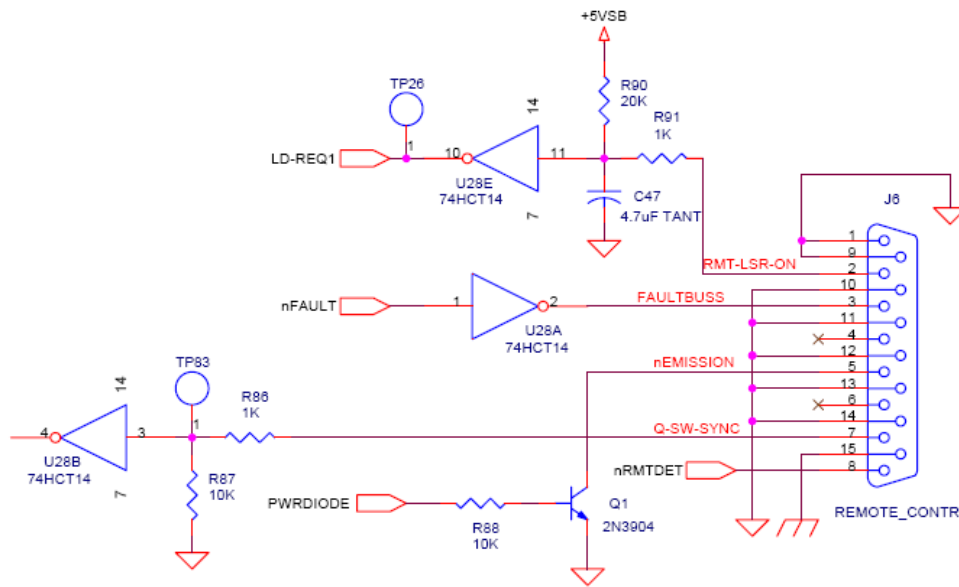 +5VSB
TP26
14
R90
20K
R91
1K
1
LD-REQ1
10
11
U28E
74HCT14
7
C47
4.7uF TANT
J6
1
9
RMT-LSR-ON
2
10
nFAULT
1
2
FAULTBUSS
3
U28A
74HCT14
11
4
12
TP83
nEMISSION
5
14
13
R86
1K
6
14
4
3
1
Q-SW-SYNC
7
U28B
74HCT14
7
R87
10K
15
nRMTDET
8
PWRDIODE
R88
10K
Q1
2N3904
REMOTE_CONTR